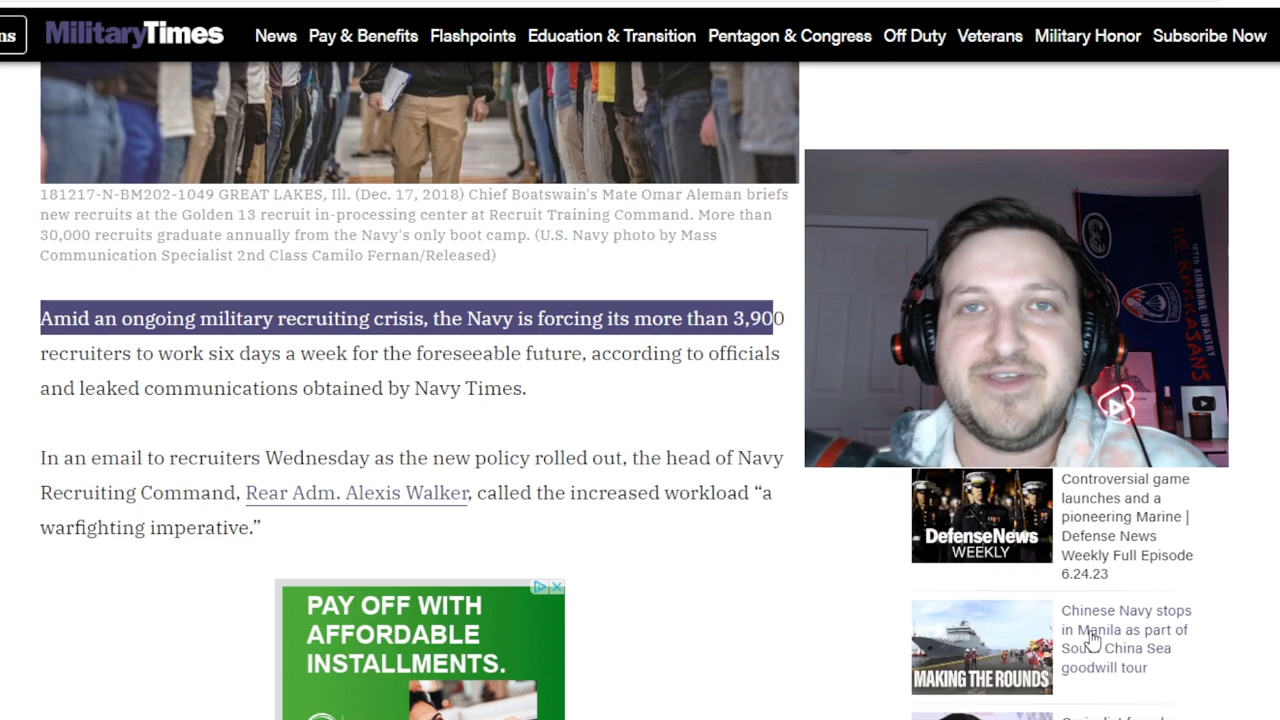 ns
MilitaryTimes
News Pay & Benefits Flashpoints Education & Transition Pentagon & Congress Off Duty Veterans Military Honor Subscribe Now
181217-N-BM202-1049 GREAT LAKES, Ill. (Dec. 17, 2018) Chief Boatswain's Mate Omar Aleman briefs
new recruits at the Golden 13 recruit in-processing center at Recruit Training Command. More than
30,000 recruits graduate annually from the Navy's only boot camp. (U.S. Navy photo by Mass
Communication Specialist 2nd Class Camilo Fernan/Released)
Amid an ongoing military recruiting crisis, the Navy is forcing its more than 3,900
recruiters to work six days a week for the foreseeable future, according to officials
and leaked communications obtained by Navy Times.
In an email to recruiters Wednesday as the new policy rolled out, the head of Navy
Recruiting Command, Rear Adm. Alexis Walker, called the increased workload “a
warfighting imperative.”
PAY OFF WITH
AFFORDABLE
INSTALLMENTS.
187TH AIRBORNE INFANTRY
THE RAKKASANS
DefenseNews
WEEKLY
Controversial game
launches and a
pioneering Marine |
Defense News
Weekly Full Episode
6.24.23
MAKING THE ROUNDS
Chinese Navy stops
in Manila as part of
South China Sea
goodwill tour